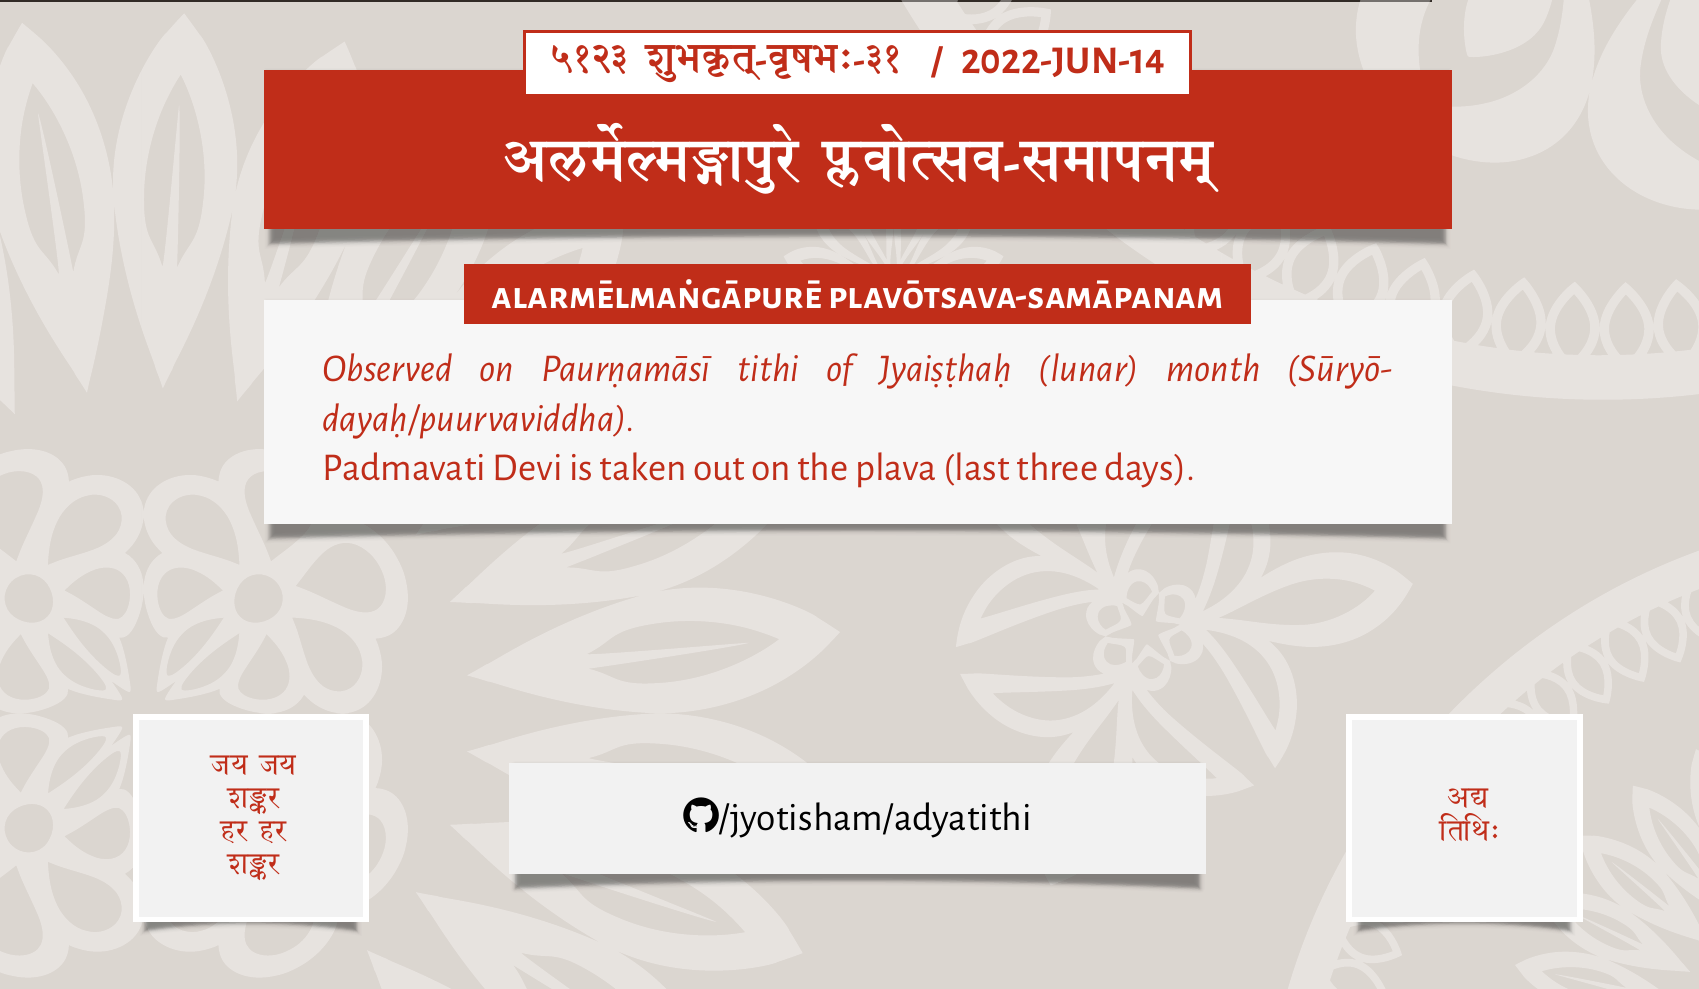 ५१२३ शुभकृत्-वृषभः-३१ / 2022-JUN-14
अलर्मेल्मङ्गापुरे प्लवोत्सव-समापनम्
ALARMĒLMAṄGĀPURĒ PLAVŌTSAVA-SAMĀPANAM
Observed on Paurṇamāsī tithi of Jyaiṣṭhaḥ (lunar) month (Sūryō-
dayaḥ/puurvaviddha).
Padmavati Devi is taken out on the plava (last three days).
जय जय
शङ्कर
हर हर
शङ्कर
/jyotisham/adyatithi
अद्य
तिथिः